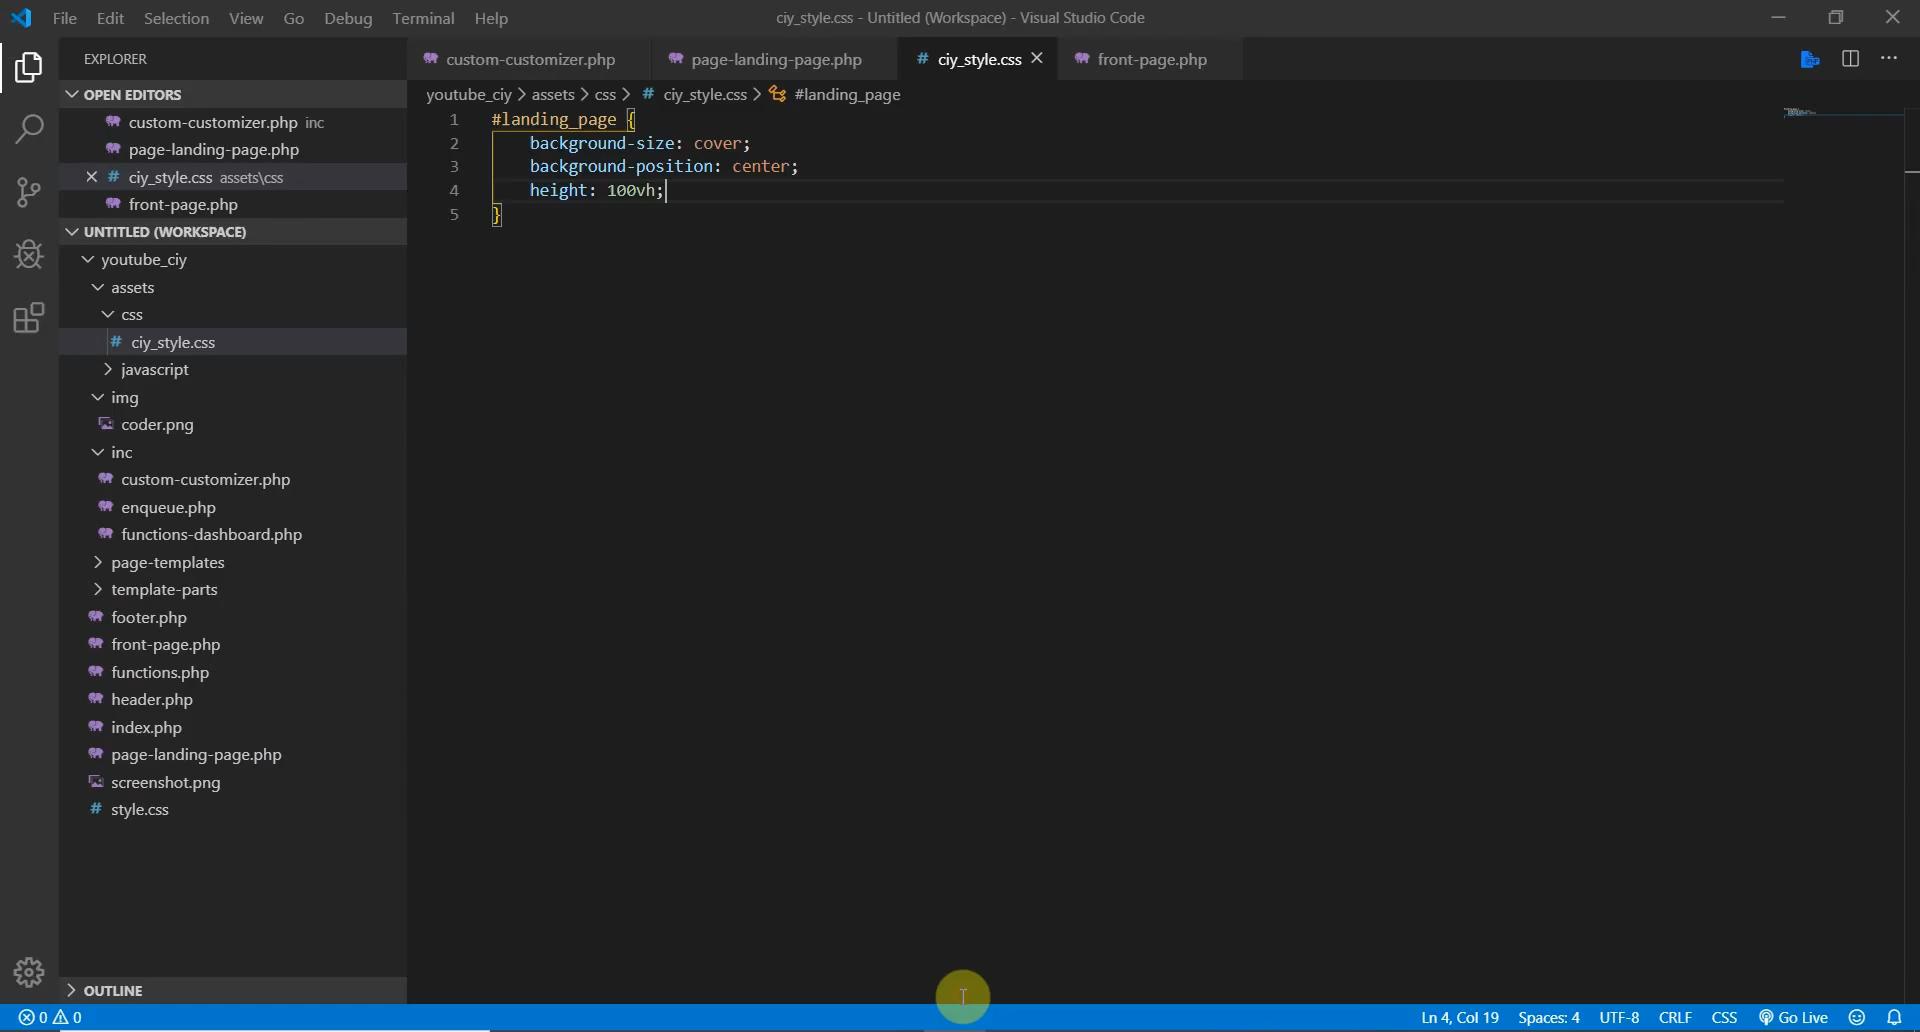 File Edit Selection View Go Debug Terminal Help
ciy_style.css - Untitled (Workspace) - Visual Studio Code
EXPLORER
OPEN EDITORS
custom-customizer.php inc
page-landing-page.php
ciy_style.css assets\css
front-page.php
UNTITLED (WORKSPACE)
youtube_ciy
assets
css
ciy_style.css
javascript
img
coder.png
inc
custom-customizer.php
enqueue.php
functions-dashboard.php
page-templates
template-parts
footer.php
front-page.php
functions.php
header.php
index.php
page-landing-page.php
screenshot.png
style.css
OUTLINE
custom-customizer.php page-landing-page.php # ciy_style.css front-page.php
youtube_ciy > assets > css > # ciy_style.css > #landing_page
1 #landing_page {
2 background-size: cover;
3 background-position: center;
4 height: 100vh;
5 }
0 0
Ln 4, Col 19 Spaces: 4 UTF-8 CRLF CSS Go Live